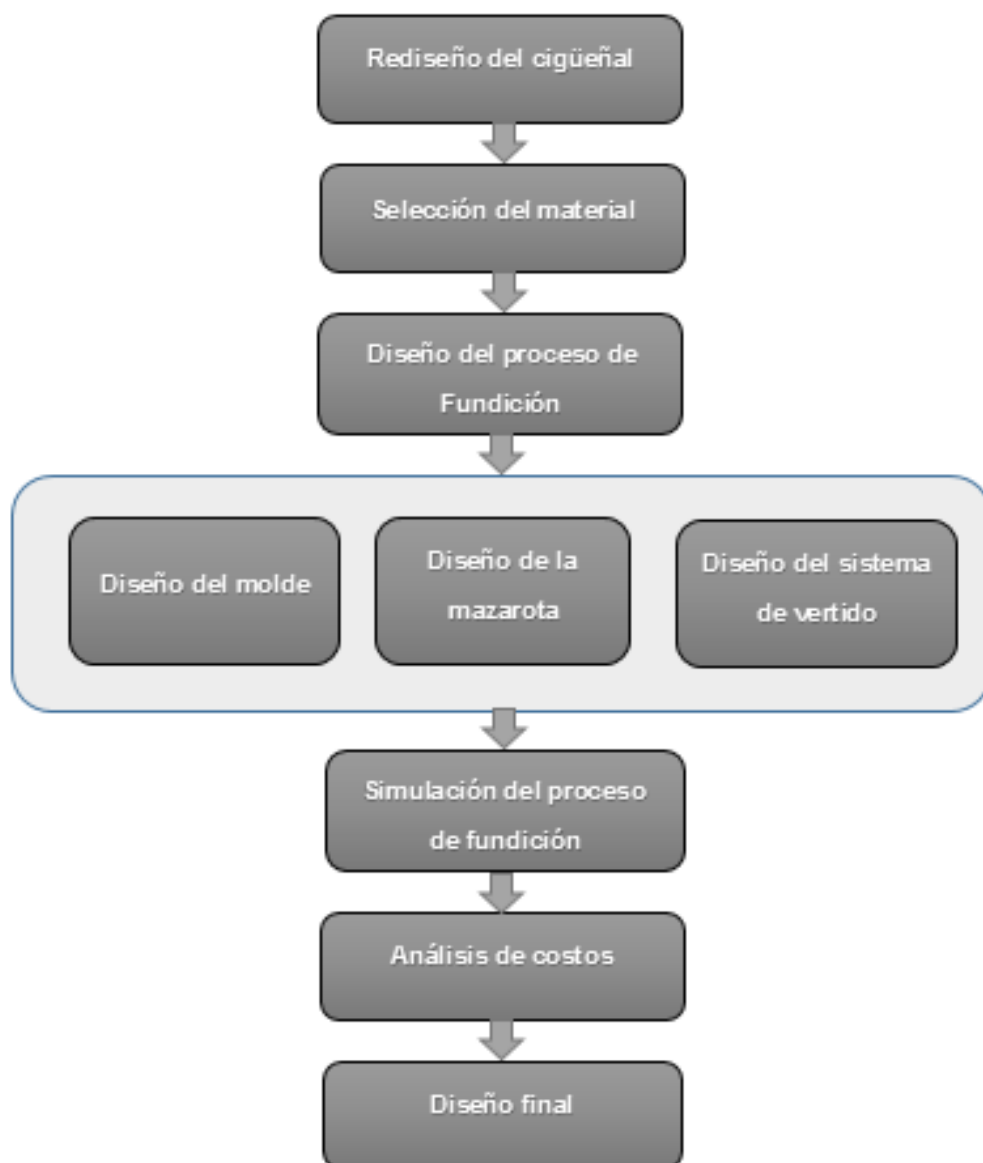 Rediseño del cigüeñal
Selección del material
Diseño del proceso de
Fundición
Diseño del molde
Diseño de la
mazarota
Diseño del sistema
de vertido
Simulación del proceso
de fundición
Análisis de costos
Diseño final